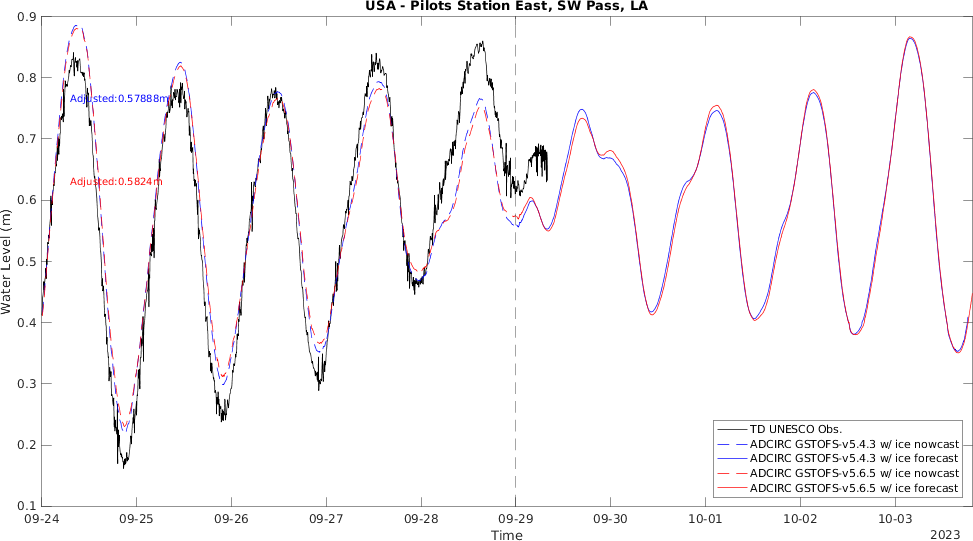 USA - Pilots Station East, SW Pass, LA
0.9
0.8
0.7
0.6
0.5
0.4
0.3
0.2
0.1
Water Level (m)
Adjusted:0.57888m
Adjusted:0.5824m
TD UNESCO Obs.
ADCIRC GSTOFS-v5.4.3 w/ ice nowcast
ADCIRC GSTOFS-v5.4.3 w/ ice forecast
ADCIRC GSTOFS-v5.6.5 w/ ice nowcast
ADCIRC GSTOFS-v5.6.5 w/ ice forecast
09-24 09-25 09-26 09-27 09-28 09-29 09-30 10-01 10-02 10-03
Time
2023